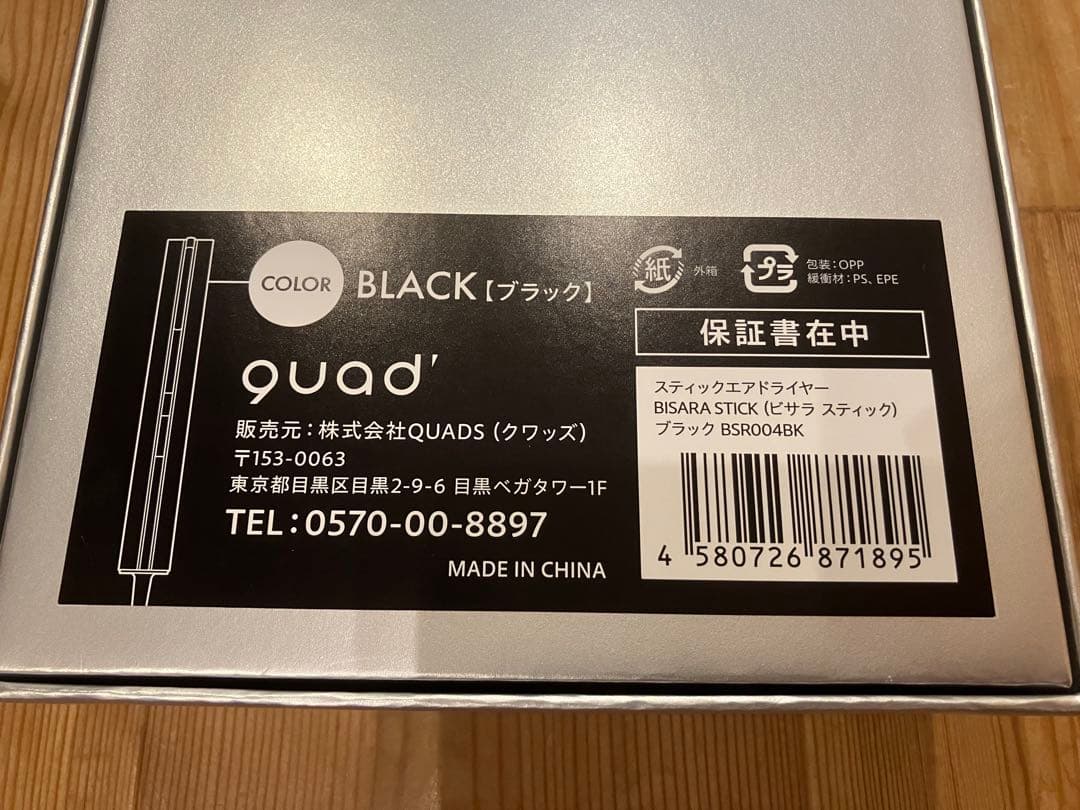 COLOR BLACK【ブラック】
quad'
販売元：株式会社QUADS（クワッズ）
〒153-0063
東京都目黒区目黒2-9-6 目黒ベガタワー1F
TEL：0570-00-8897
MADE IN CHINA
紙 外箱
プラ 包装：OPP
緩衝材：PS、EPE
保証書在中
スティックエアドライヤー
BISARA STICK（ビサラ スティック）
ブラック BSR004BK
4 580726 871895